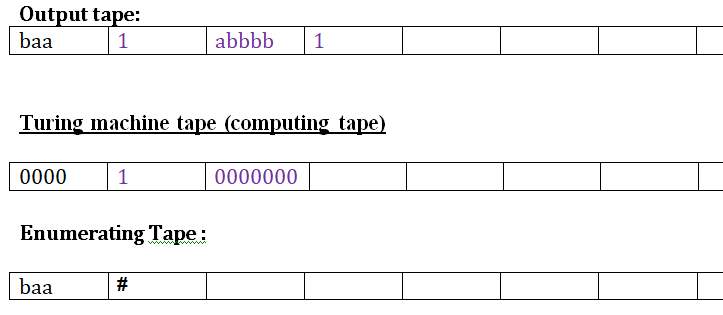 Output tape:
baa 1 abbbb 1
Turing machine tape (computing tape)
0000 1 0000000
Enumerating Tape :
baa #